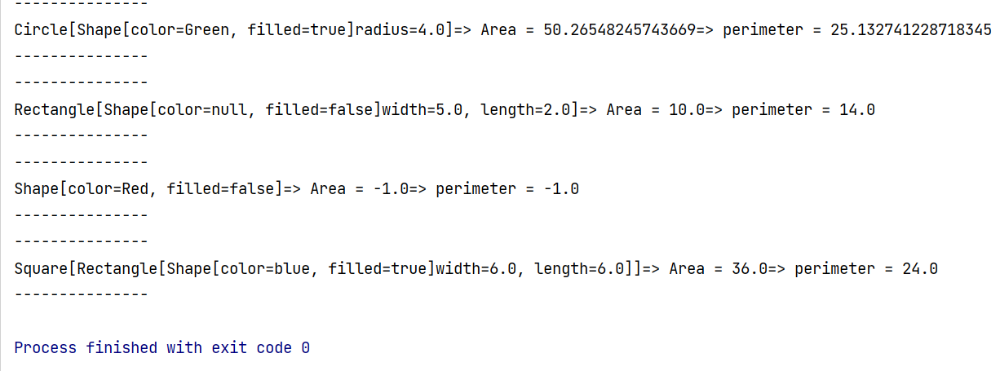 ---------------
Circle[Shape[color=Green, filled=true]radius=4.0]=> Area = 50.26548245743669=> perimeter = 25.132741228718345
---------------
---------------
Rectangle[Shape[color=null, filled=false]width=5.0, length=2.0]=> Area = 10.0=> perimeter = 14.0
---------------
---------------
Shape[color=Red, filled=false]=> Area = -1.0=> perimeter = -1.0
---------------
---------------
Square[Rectangle[Shape[color=blue, filled=true]width=6.0, length=6.0]]=> Area = 36.0=> perimeter = 24.0
---------------
Process finished with exit code 0